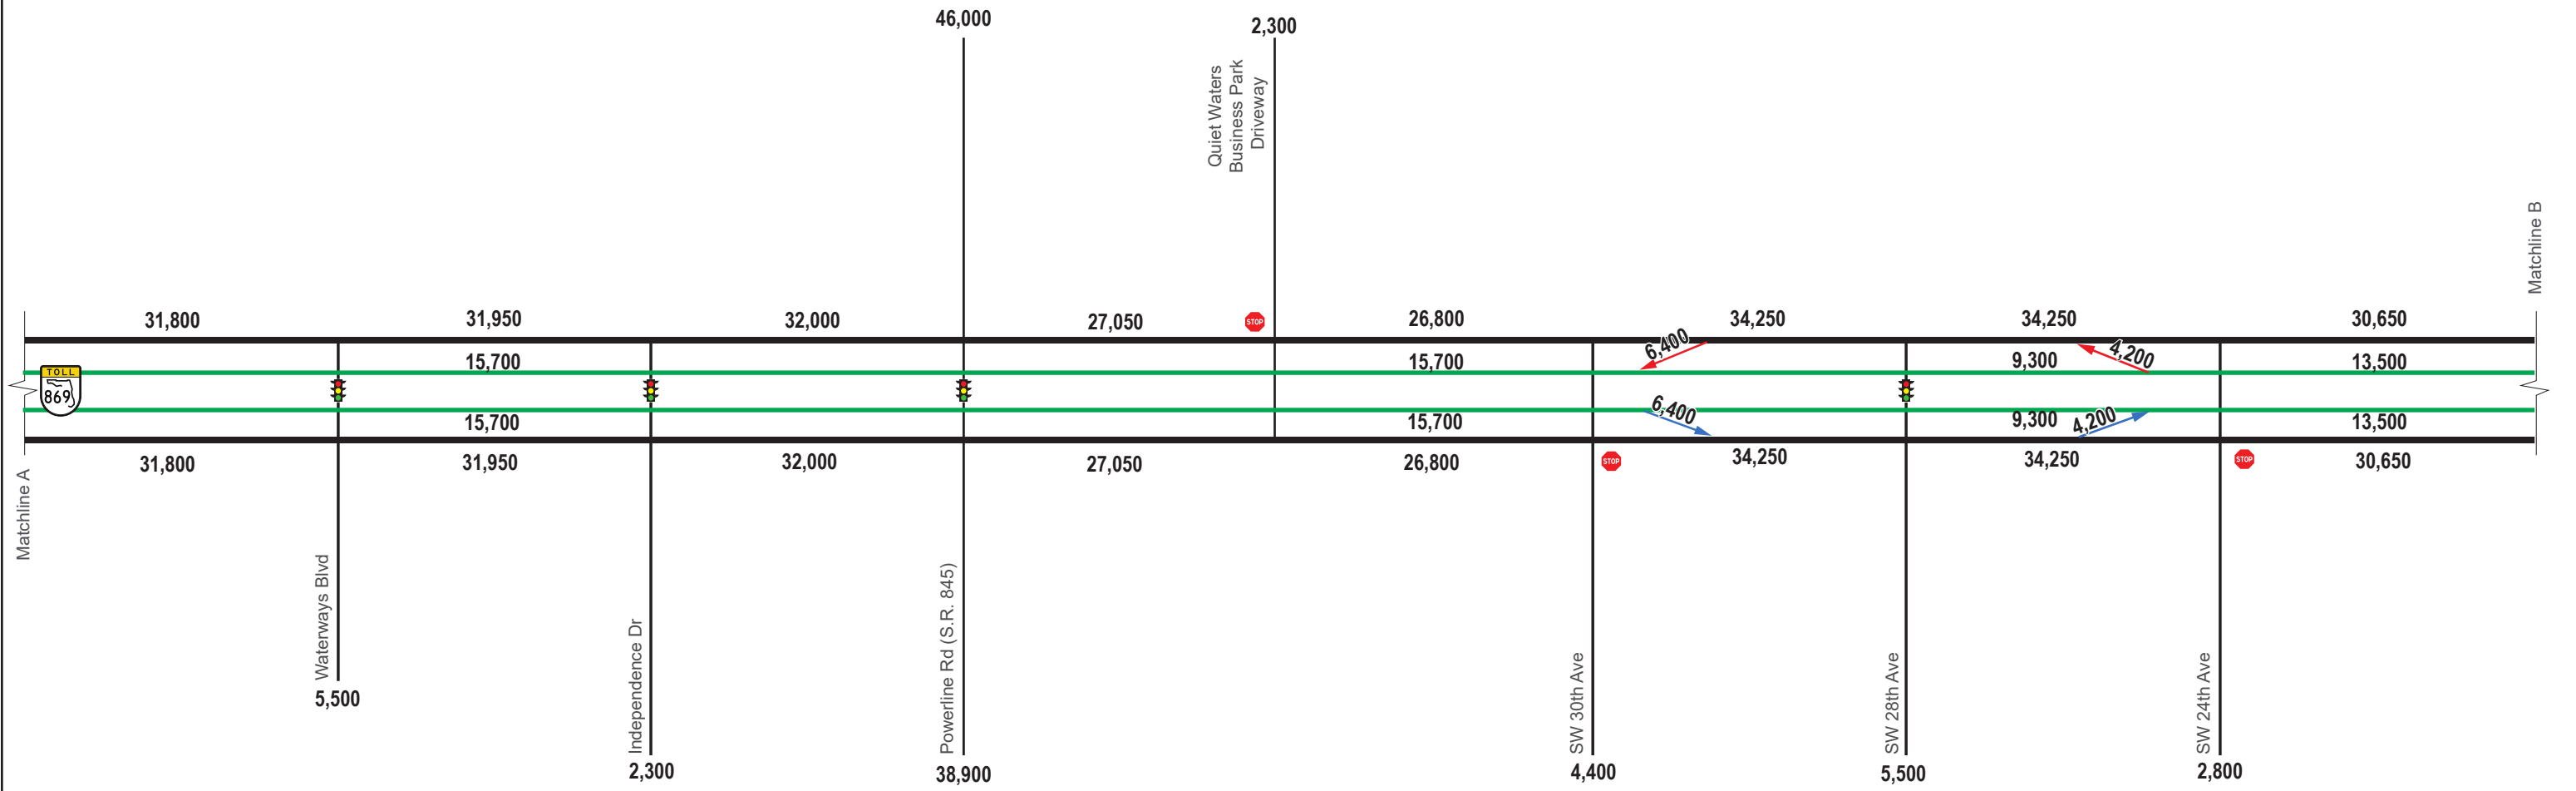 46,000
2,300
Quiet Waters
Business Park
Driveway
Matchline B
31,800
31,950
32,000
27,050
STOP
26,800
34,250
34,250
30,650
6,400
4,200
15,700
15,700
9,300
13,500
TOLL
869
15,700
15,700
6,400
9,300
4,200
13,500
31,800
31,950
32,000
27,050
26,800
STOP
34,250
34,250
STOP
30,650
Matchline A
Waterways Blvd
5,500
Independence Dr
2,300
Powerline Rd (S.R. 845)
38,900
SW 30th Ave
4,400
SW 28th Ave
5,500
SW 24th Ave
2,800